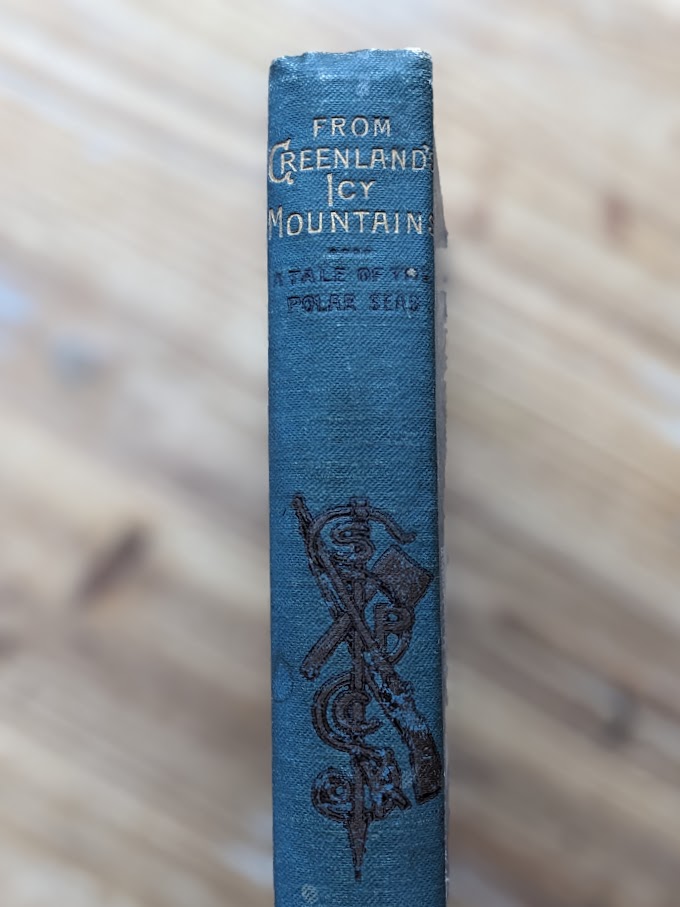 FROM
GREENLAND'S
ICY
MOUNTAINS
A TALE OF THE
POLAR SEAS
S.P.C.K